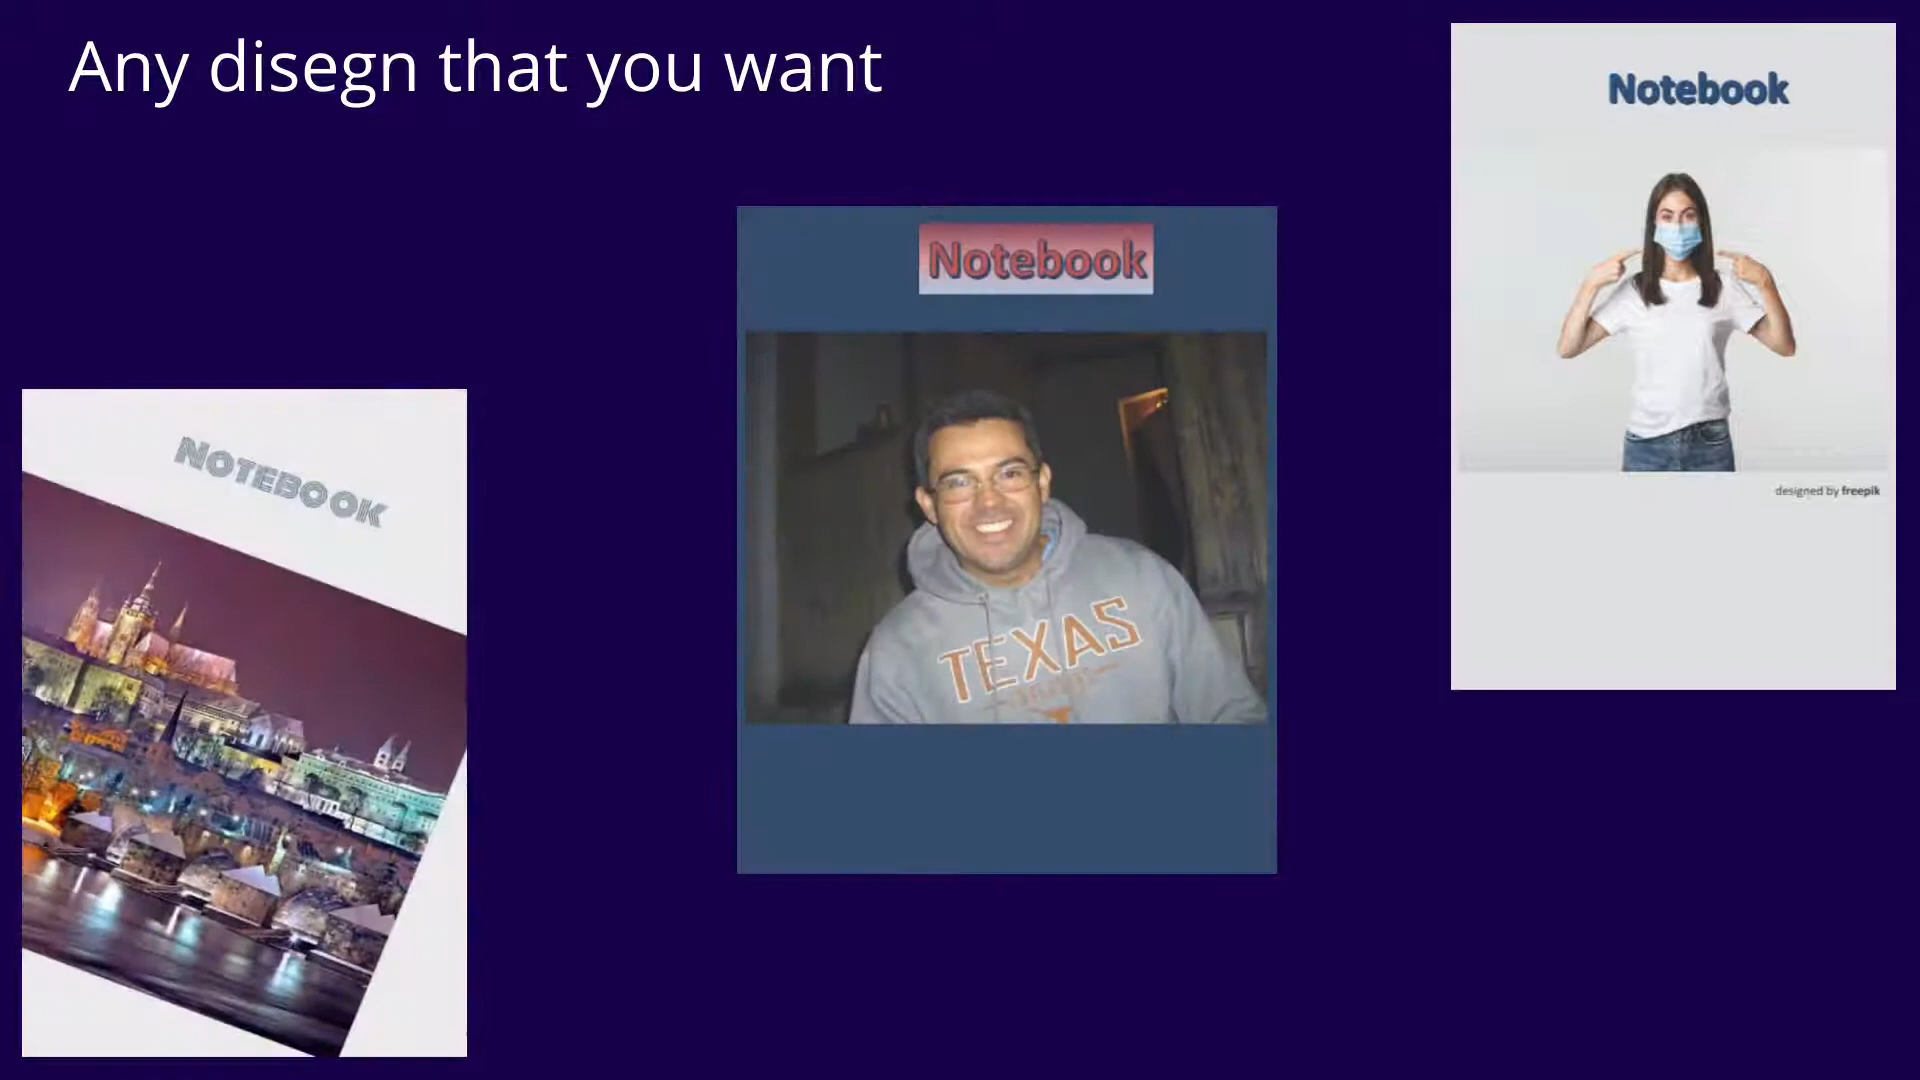 Any disegn that you want
Notebook
designed by freepik
Notebook
TEXAS
NOTEBOOK